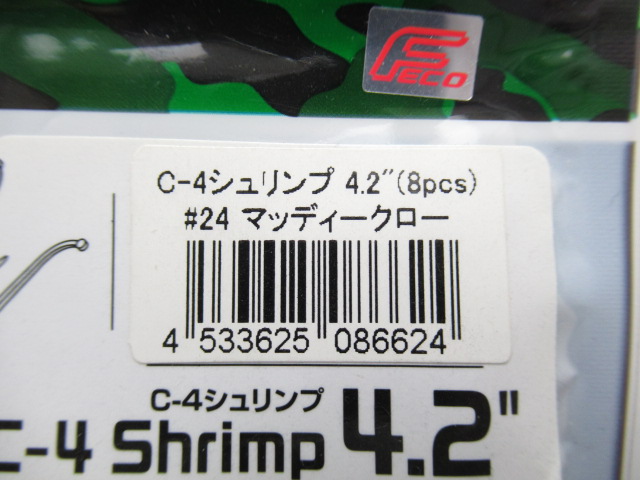 FECO
C-4シュリンプ 4.2"(8pcs)
#24 マッディークロー
4 533625 086624
C-4シュリンプ
C-4 Shrimp 4.2"